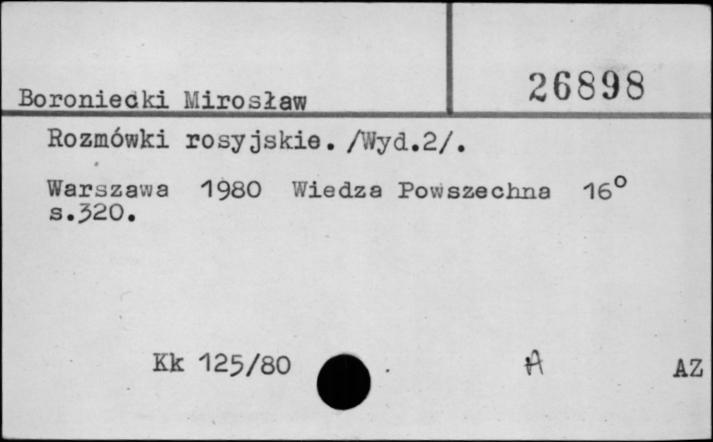 26898
Boroniecki Mirosław
Rozmówki rosyjskie. /Wyd.2/.
Warszawa 1980 Wiedza Powszechna 16°
s.320.
Kk 125/80 A AZ